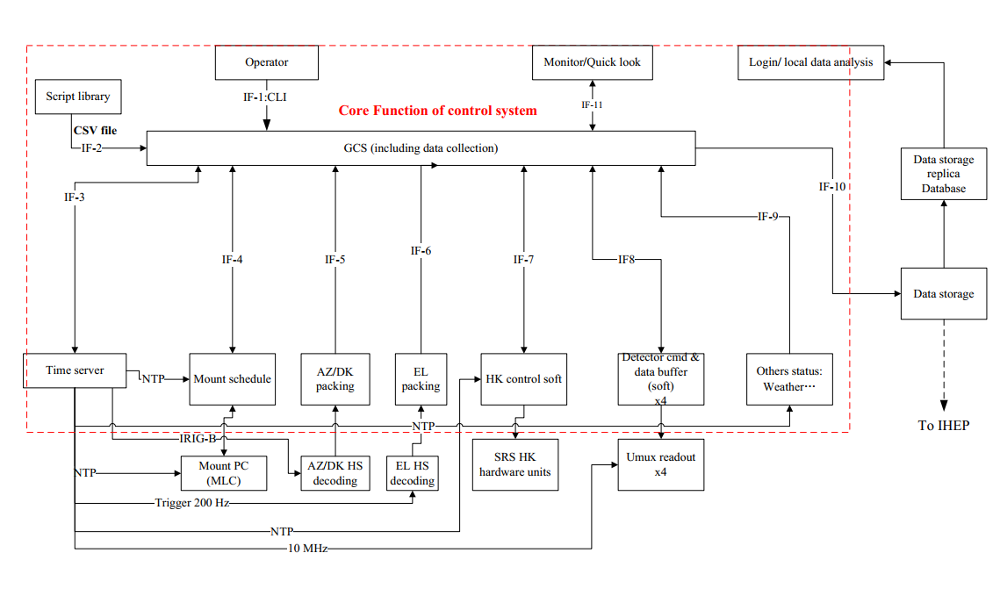 Operator
Monitor/Quick look
Login/ local data analysis
Script library
IF-1:CLI
IF-11
Core Function of control system
CSV file
IF-2
GCS (including data collection)
Data storage
replica
Database
IF-3
IF-10
IF-9
IF-4
IF-5
IF-6
IF-7
IF8
Data storage
Time server
NTP
Mount schedule
AZ/DK
packing
EL
packing
HK control soft
Detector cmd &
data buffer
(soft)
x4
Others status:
Weather···
To IHEP
NTP
IRIG-B
NTP
Mount PC
(MLC)
AZ/DK HS
decoding
EL HS
decoding
SRS HK
hardware units
Umux readout
x4
Trigger 200 Hz
NTP
10 MHz